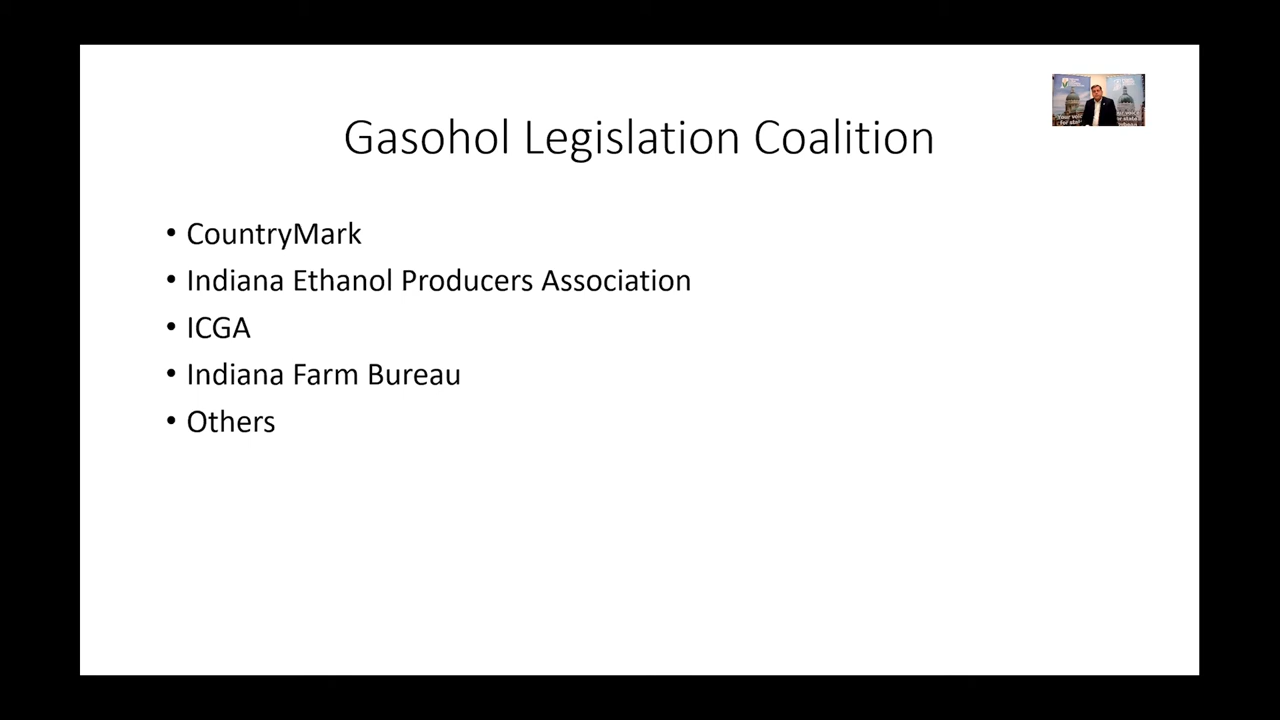 Gasohol Legislation Coalition
• CountryMark
• Indiana Ethanol Producers Association
• ICGA
• Indiana Farm Bureau
• Others